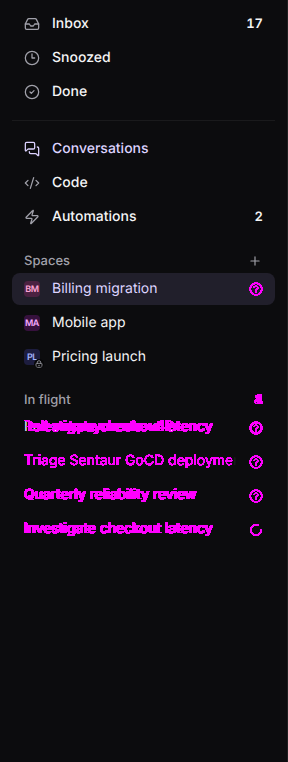 Inbox 17
Snoozed
Done
Conversations
Code
Automations 2
Spaces
BM Billing migration
MA Mobile app
PL Pricing launch
In flight
latency
Triage Sentaur GoCD deployme
Quarterly reliability review
Investigate checkout latency